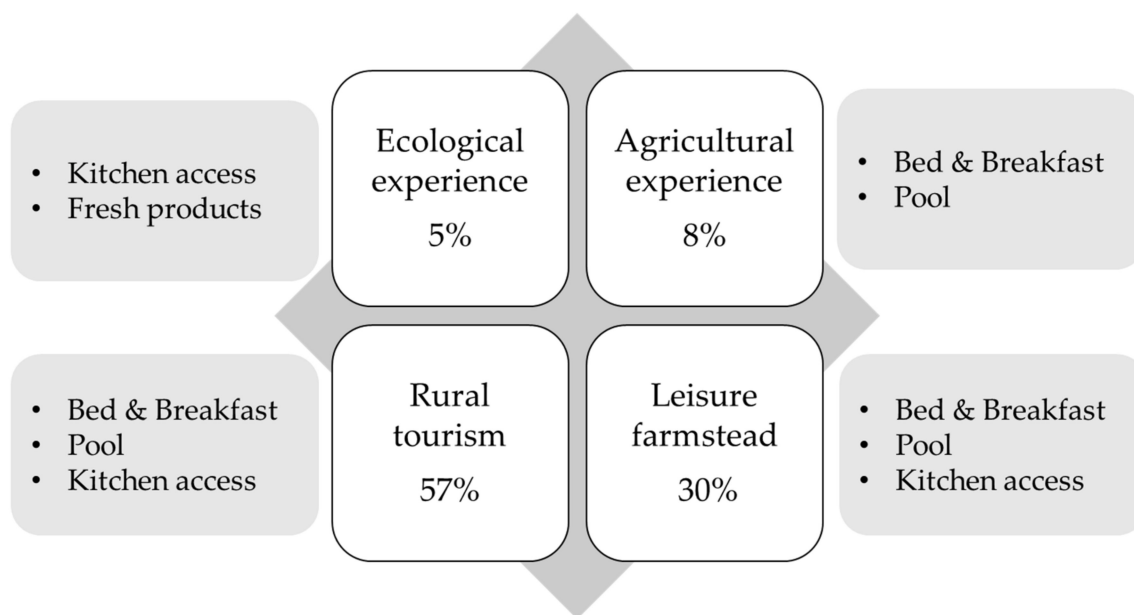 • Kitchen access
• Fresh products
Ecological
experience
5%
Agricultural
experience
8%
• Bed & Breakfast
• Pool
• Bed & Breakfast
• Pool
• Kitchen access
Rural
tourism
57%
Leisure
farmstead
30%
• Bed & Breakfast
• Pool
• Kitchen access